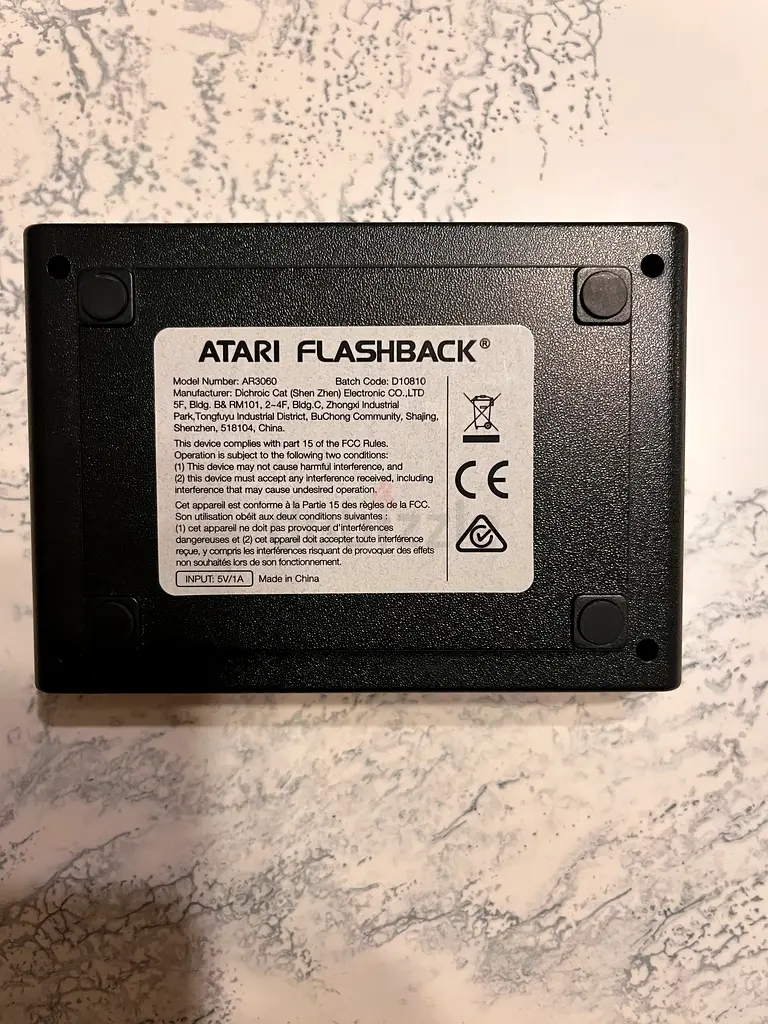 ATARI FLASHBACK®
Model Number: AR3060 Batch Code: D10810
Manufacturer: Dichroic Cat (Shen Zhen) Electronic CO.,LTD
5F, Bldg. B& RM101, 2-4F, Bldg.C, Zhongxi Industrial
Park,Tongfuyu Industrial District, BuChong Community, Shajing,
Shenzhen, 518104, China.
This device complies with part 15 of the FCC Rules.
Operation is subject to the following two conditions:
(1) This device may not cause harmful interference, and
(2) this device must accept any interference received, including
interference that may cause undesired operation.
Cet appareil est conforme à la Partie 15 des règles de la FCC.
Son utilisation obéit aux deux conditions suivantes :
(1) cet appareil ne doit pas provoquer d'interférences
dangereuses et (2) cet appareil doit accepter toute interférence
reçue, y compris les interférences risquant de provoquer des effets
non souhaités lors de son fonctionnement.
INPUT: 5V/1A Made in China
CE